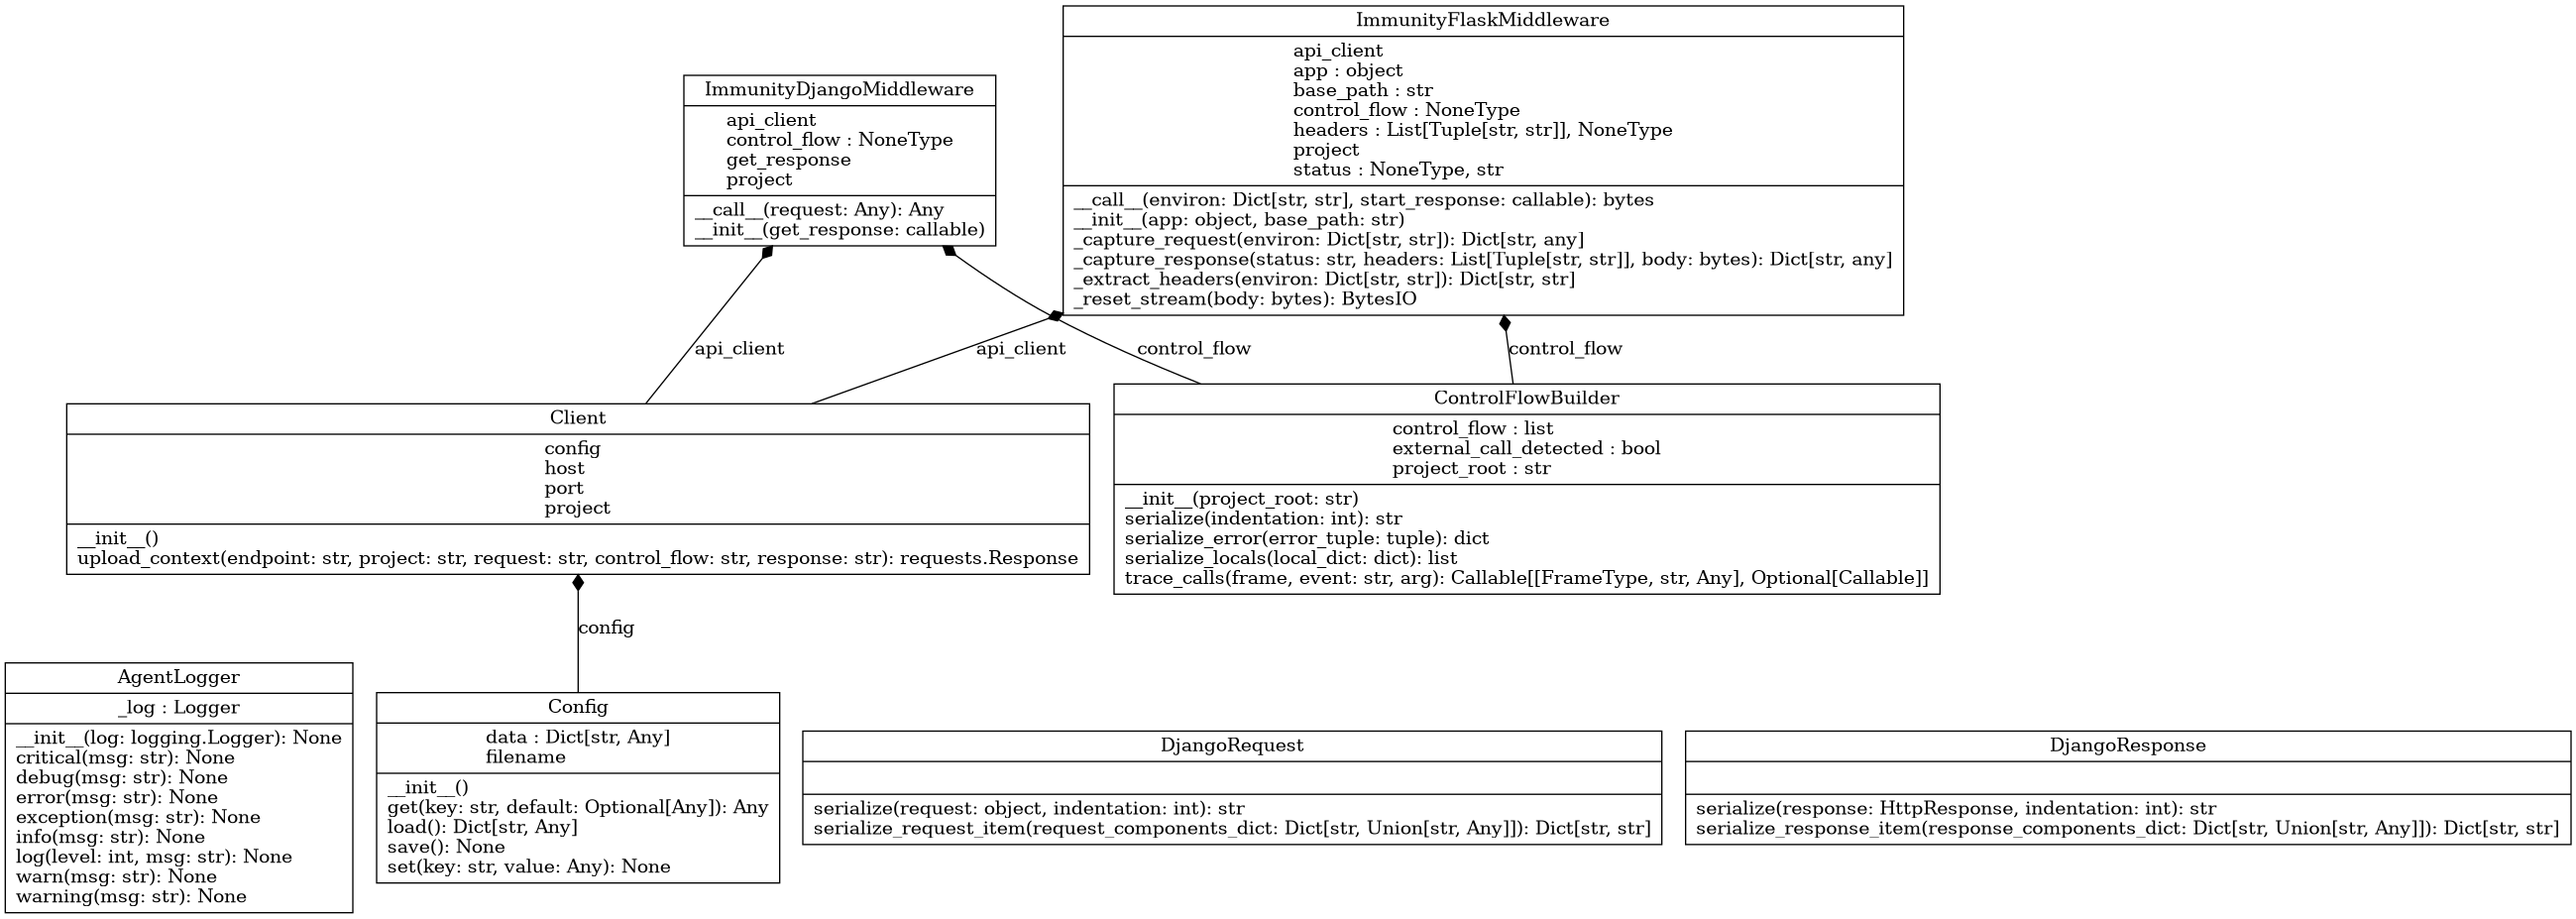 ImmunityFlaskMiddleware
api_client
app : object
base_path : str
control_flow : NoneType
headers : List[Tuple[str, str]], NoneType
project
status : NoneType, str
__call__(environ: Dict[str, str], start_response: callable): bytes
__init__(app: object, base_path: str)
_capture_request(environ: Dict[str, str]): Dict[str, any]
_capture_response(status: str, headers: List[Tuple[str, str]], body: bytes): Dict[str, any]
_extract_headers(environ: Dict[str, str]): Dict[str, str]
_reset_stream(body: bytes): BytesIO
ImmunityDjangoMiddleware
api_client
control_flow : NoneType
get_response
project
__call__(request: Any): Any
__init__(get_response: callable)
api_client
api_client
control_flow
control_flow
Client
config
host
port
project
__init__()
upload_context(endpoint: str, project: str, request: str, control_flow: str, response: str): requests.Response
ControlFlowBuilder
control_flow : list
external_call_detected : bool
project_root : str
__init__(project_root: str)
serialize(indentation: int): str
serialize_error(error_tuple: tuple): dict
serialize_locals(local_dict: dict): list
trace_calls(frame, event: str, arg): Callable[[FrameType, str, Any], Optional[Callable]]
config
AgentLogger
_log : Logger
__init__(log: logging.Logger): None
critical(msg: str): None
debug(msg: str): None
error(msg: str): None
exception(msg: str): None
info(msg: str): None
log(level: int, msg: str): None
warn(msg: str): None
warning(msg: str): None
Config
data : Dict[str, Any]
filename
__init__()
get(key: str, default: Optional[Any]): Any
load(): Dict[str, Any]
save(): None
set(key: str, value: Any): None
DjangoRequest
serialize(request: object, indentation: int): str
serialize_request_item(request_components_dict: Dict[str, Union[str, Any]]): Dict[str, str]
DjangoResponse
serialize(response: HttpResponse, indentation: int): str
serialize_response_item(response_components_dict: Dict[str, Union[str, Any]]): Dict[str, str]